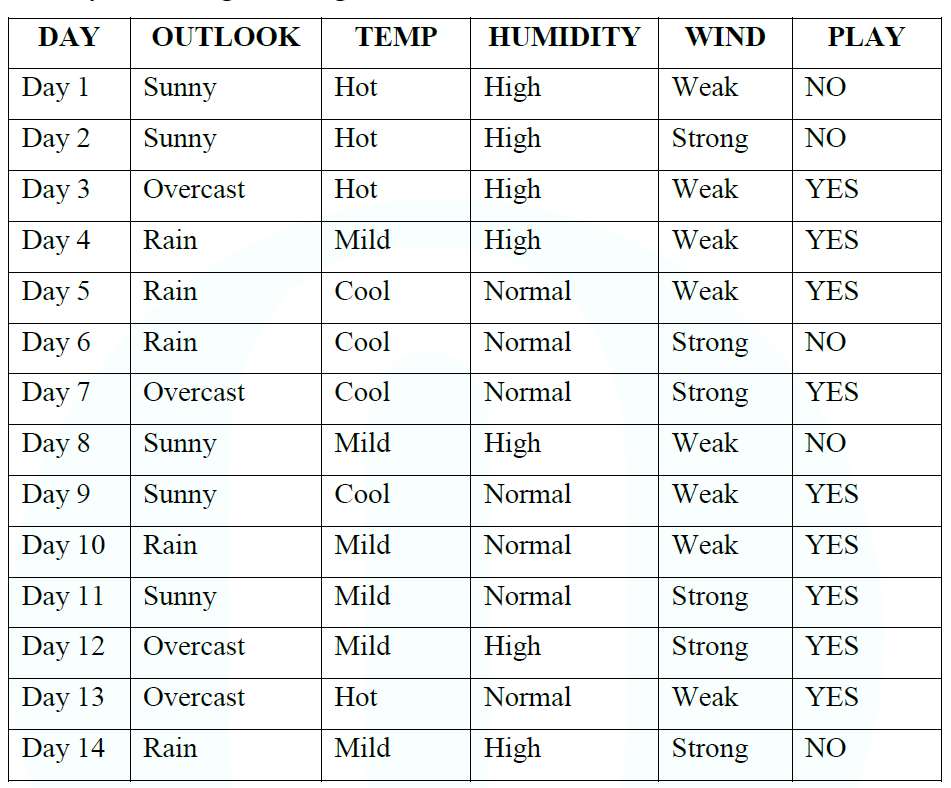 DAY OUTLOOK TEMP HUMIDITY WIND PLAY
Day 1 Sunny Hot High Weak NO
Day 2 Sunny Hot High Strong NO
Day 3 Overcast Hot High Weak YES
Day 4 Rain Mild High Weak YES
Day 5 Rain Cool Normal Weak YES
Day 6 Rain Cool Normal Strong NO
Day 7 Overcast Cool Normal Strong YES
Day 8 Sunny Mild High Weak NO
Day 9 Sunny Cool Normal Weak YES
Day 10 Rain Mild Normal Weak YES
Day 11 Sunny Mild Normal Strong YES
Day 12 Overcast Mild High Strong YES
Day 13 Overcast Hot Normal Weak YES
Day 14 Rain Mild High Strong NO